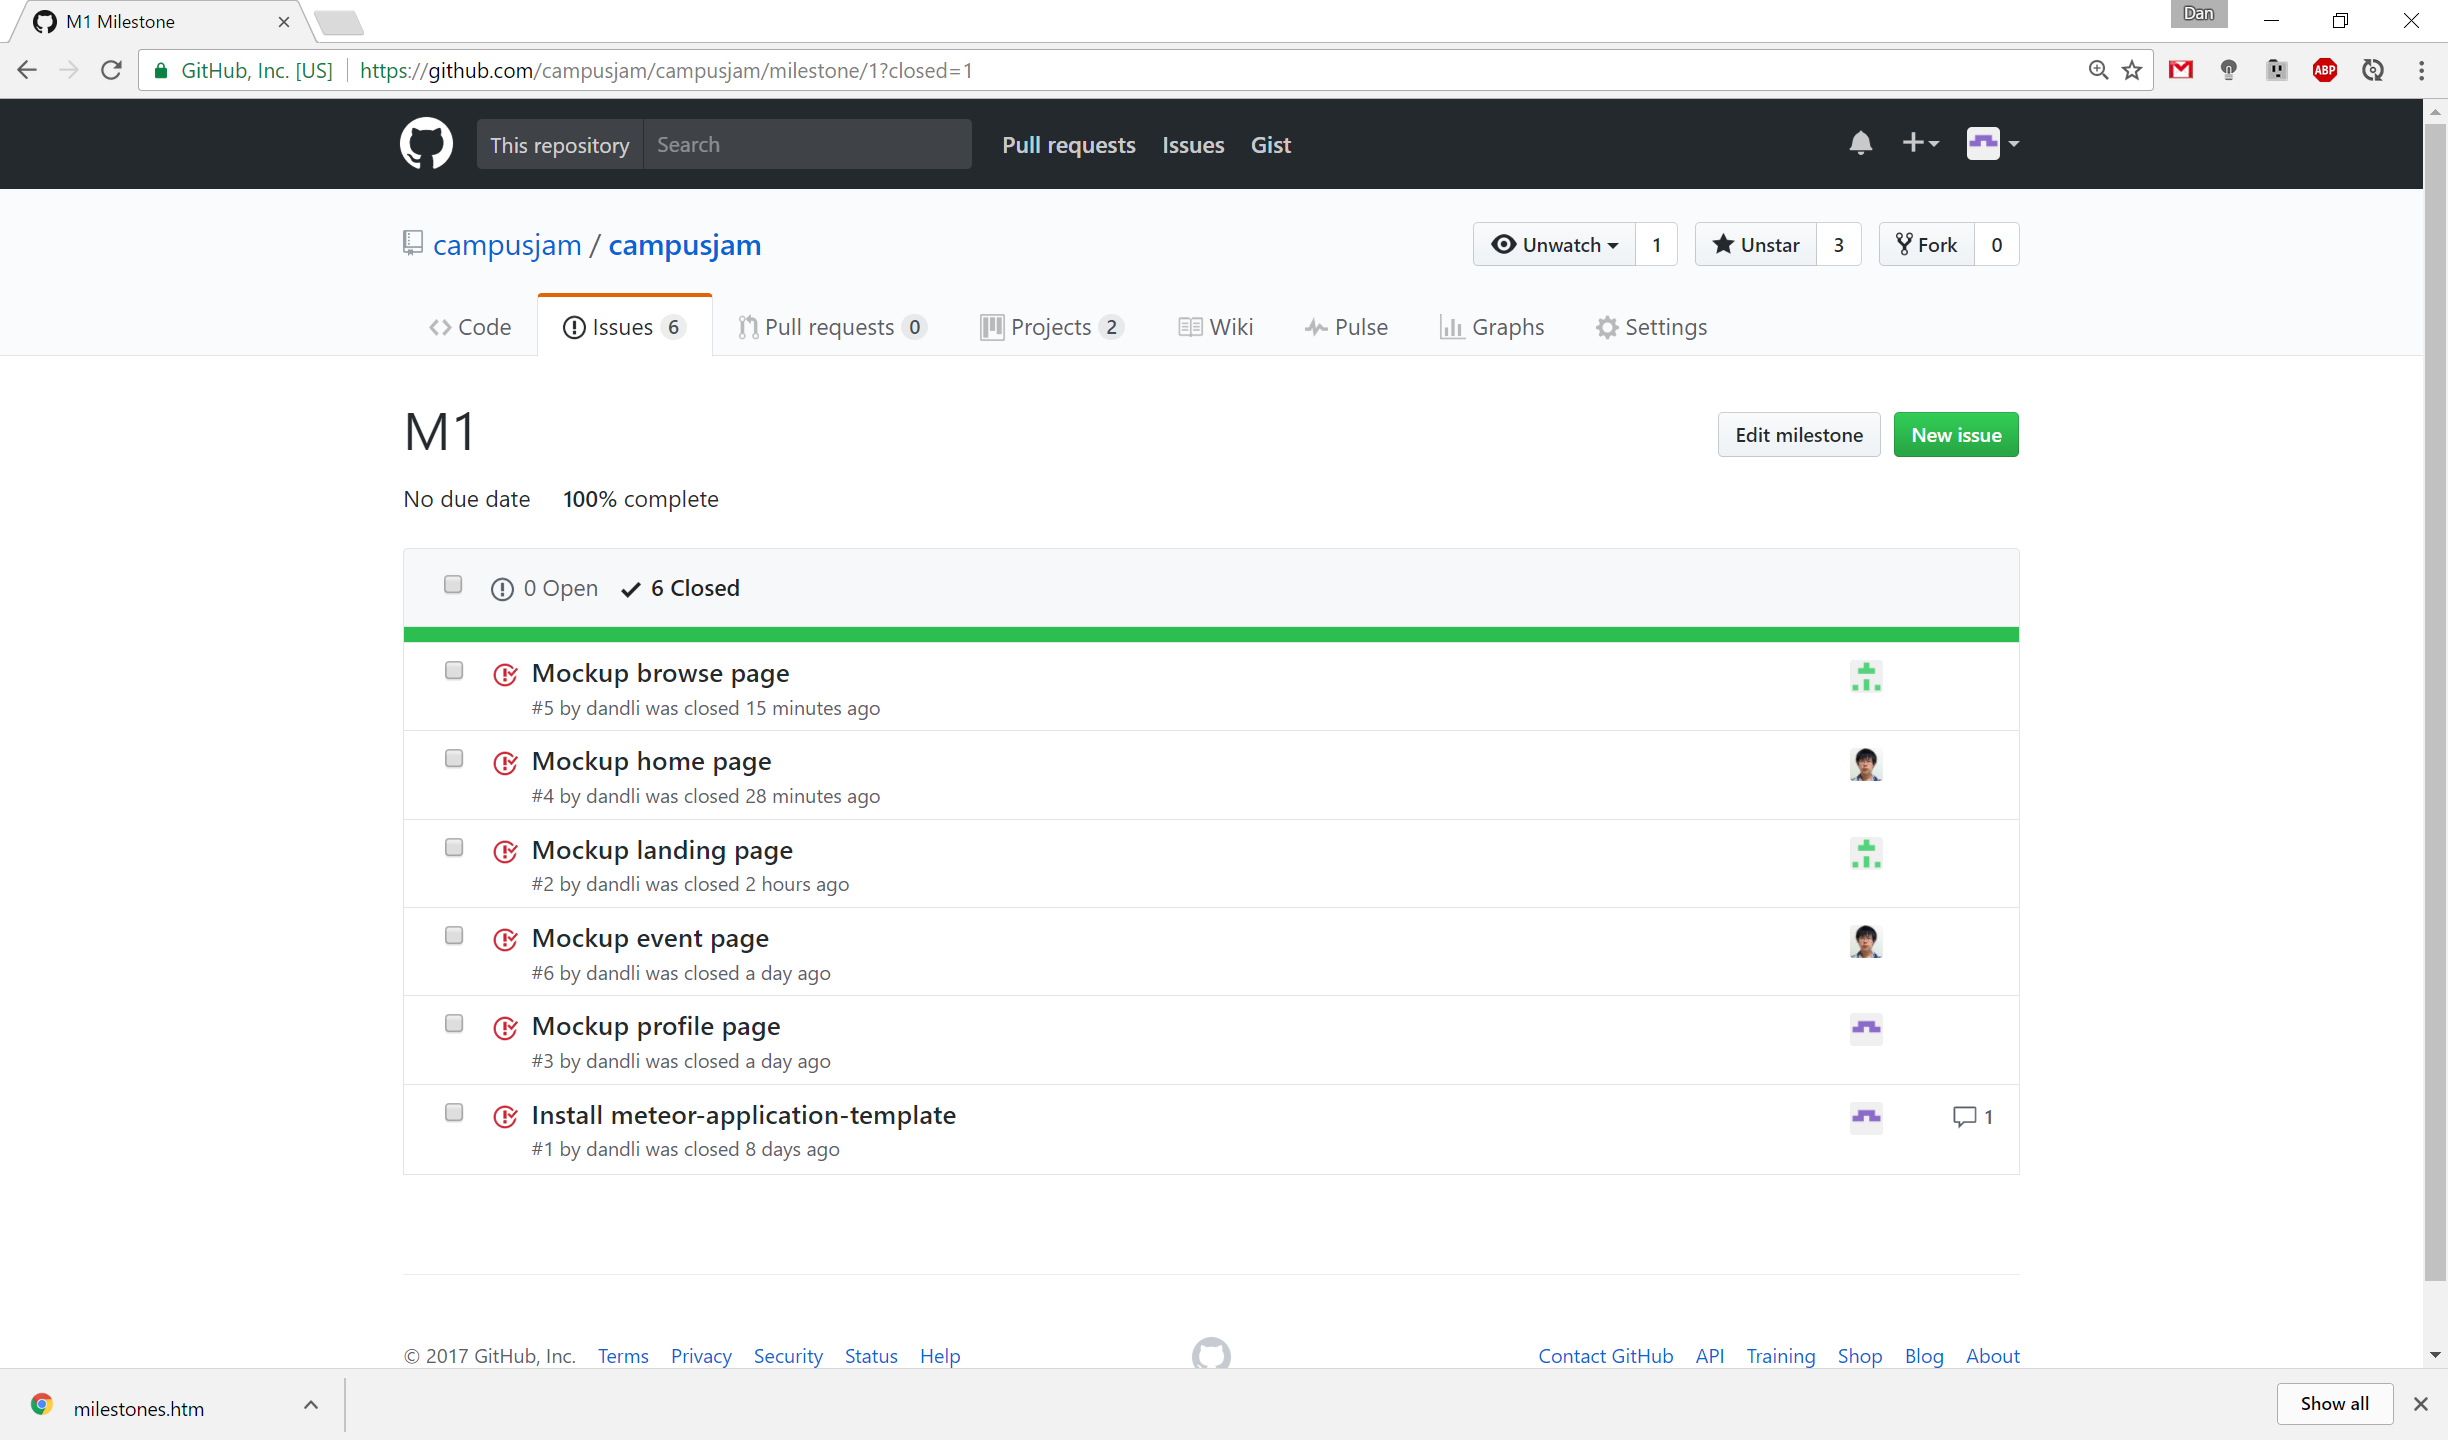 M1 Milestone
Dan
GitHub, Inc. [US]
https://github.com/campusjam/campusjam/milestone/1?closed=1
ABP
This repository
Search
Pull requests
Issues
Gist
campusjam / campusjam
Unwatch
1
Unstar
3
Fork
0
Code
Issues 6
Pull requests 0
Projects 2
Wiki
Pulse
Graphs
Settings
M1
Edit milestone
New issue
No due date
100% complete
0 Open
6 Closed
Mockup browse page
#5 by dandli was closed 15 minutes ago
Mockup home page
#4 by dandli was closed 28 minutes ago
Mockup landing page
#2 by dandli was closed 2 hours ago
Mockup event page
#6 by dandli was closed a day ago
Mockup profile page
#3 by dandli was closed a day ago
Install meteor-application-template
1
#1 by dandli was closed 8 days ago
© 2017 GitHub, Inc.
Terms
Privacy
Security
Status
Help
Contact GitHub
API
Training
Shop
Blog
About
milestones.htm
Show all